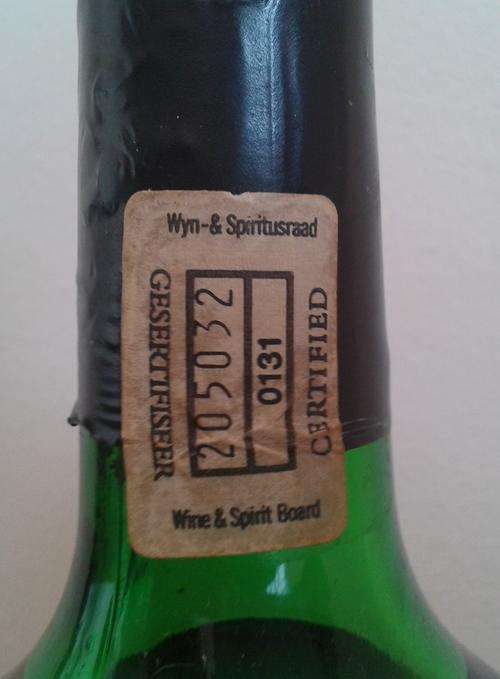 Wyn-& Spiritusraad
GESERTIFISEER
205032
0131
CERTIFIED
Wine & Spirit Board